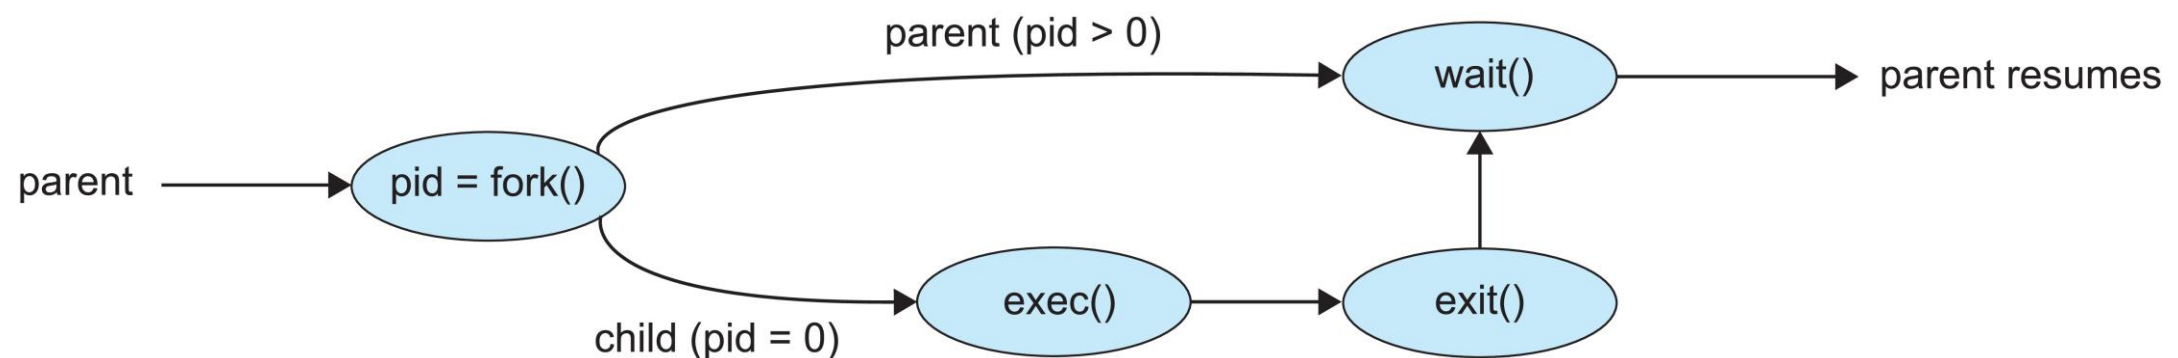 parent (pid > 0)
wait()
parent resumes
parent
pid = fork()
exec()
exit()
child (pid = 0)